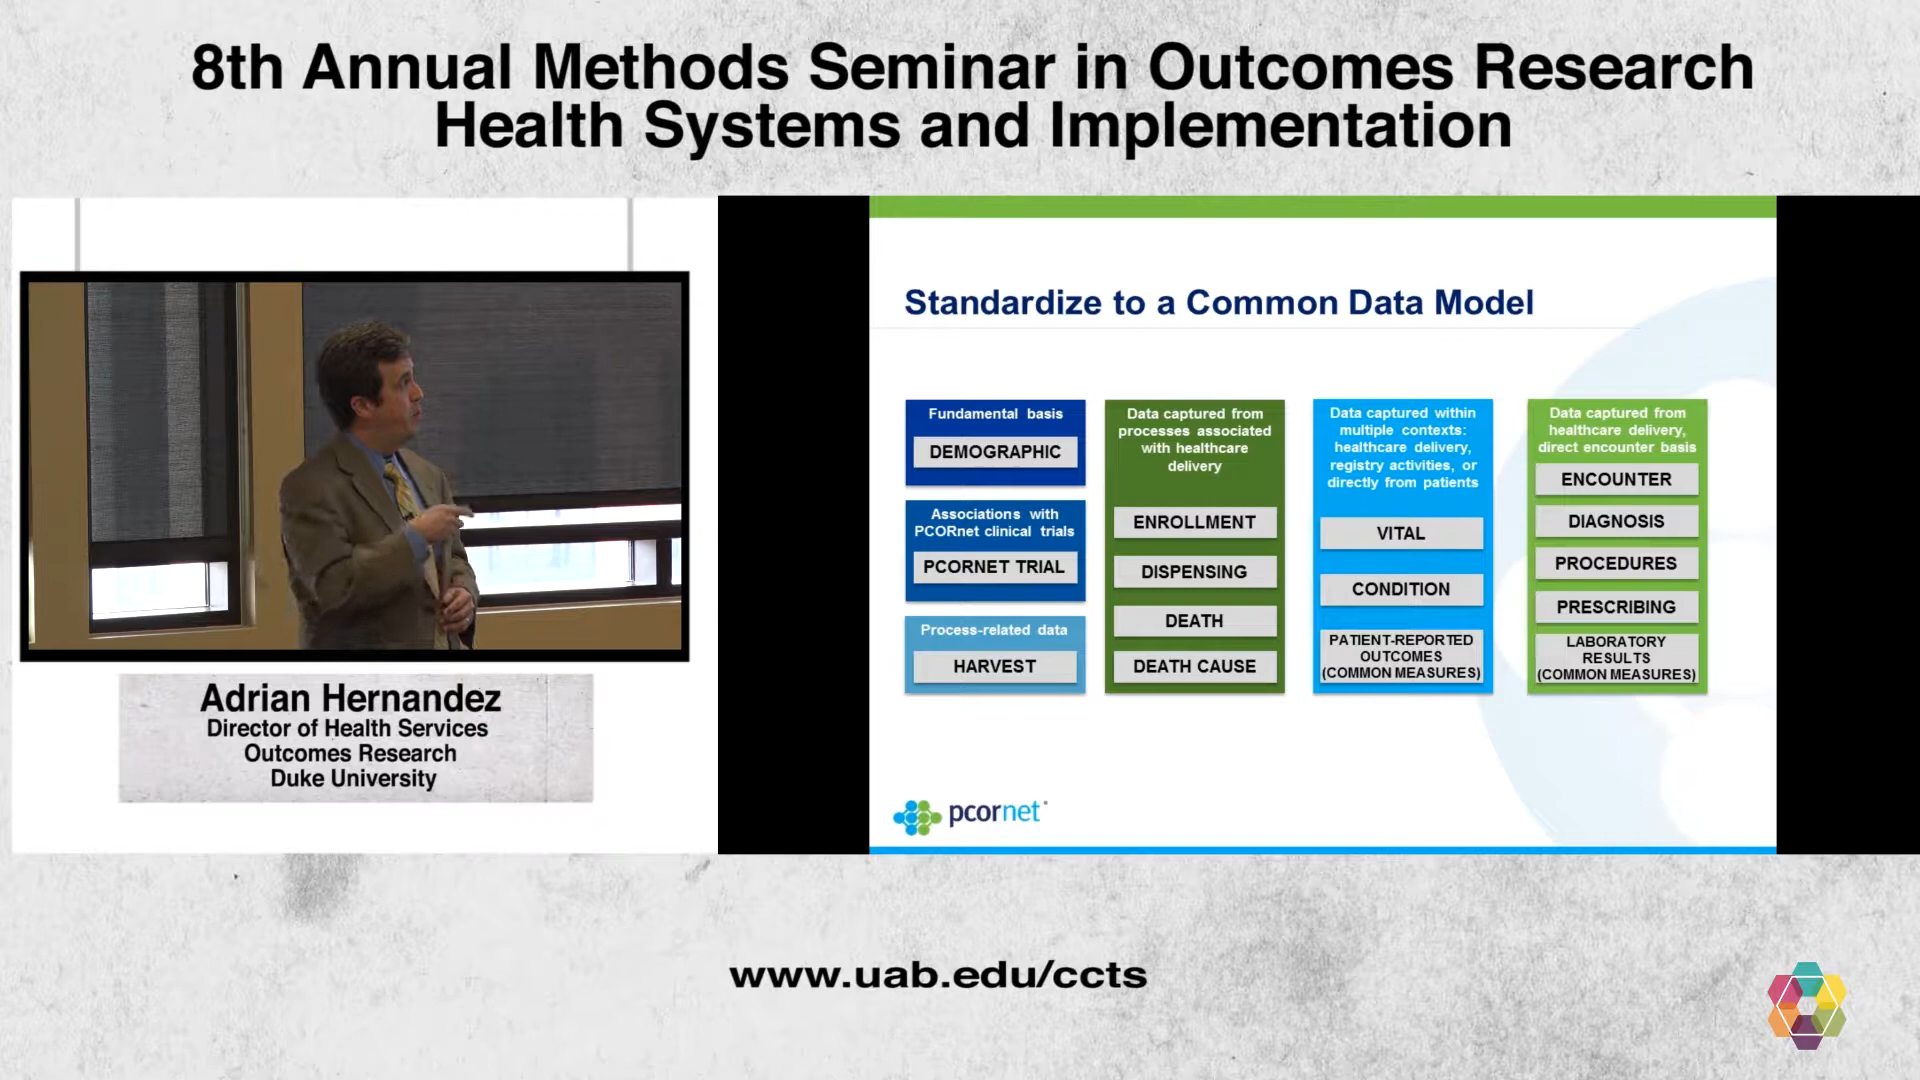 8th Annual Methods Seminar in Outcomes Research
Health Systems and Implementation
Adrian Hernandez
Director of Health Services
Outcomes Research
Duke University
Standardize to a Common Data Model
Fundamental basis
DEMOGRAPHIC
Associations with
PCORnet clinical trials
PCORNET TRIAL
Process-related data
HARVEST
Data captured from
processes associated
with healthcare
delivery
ENROLLMENT
DISPENSING
DEATH
DEATH CAUSE
Data captured within
multiple contexts:
healthcare delivery,
registry activities, or
directly from patients
VITAL
CONDITION
PATIENT-REPORTED
OUTCOMES
(COMMON MEASURES)
Data captured from
healthcare delivery,
direct encounter basis
ENCOUNTER
DIAGNOSIS
PROCEDURES
PRESCRIBING
LABORATORY
RESULTS
(COMMON MEASURES)
pcornet
www.uab.edu/ccts